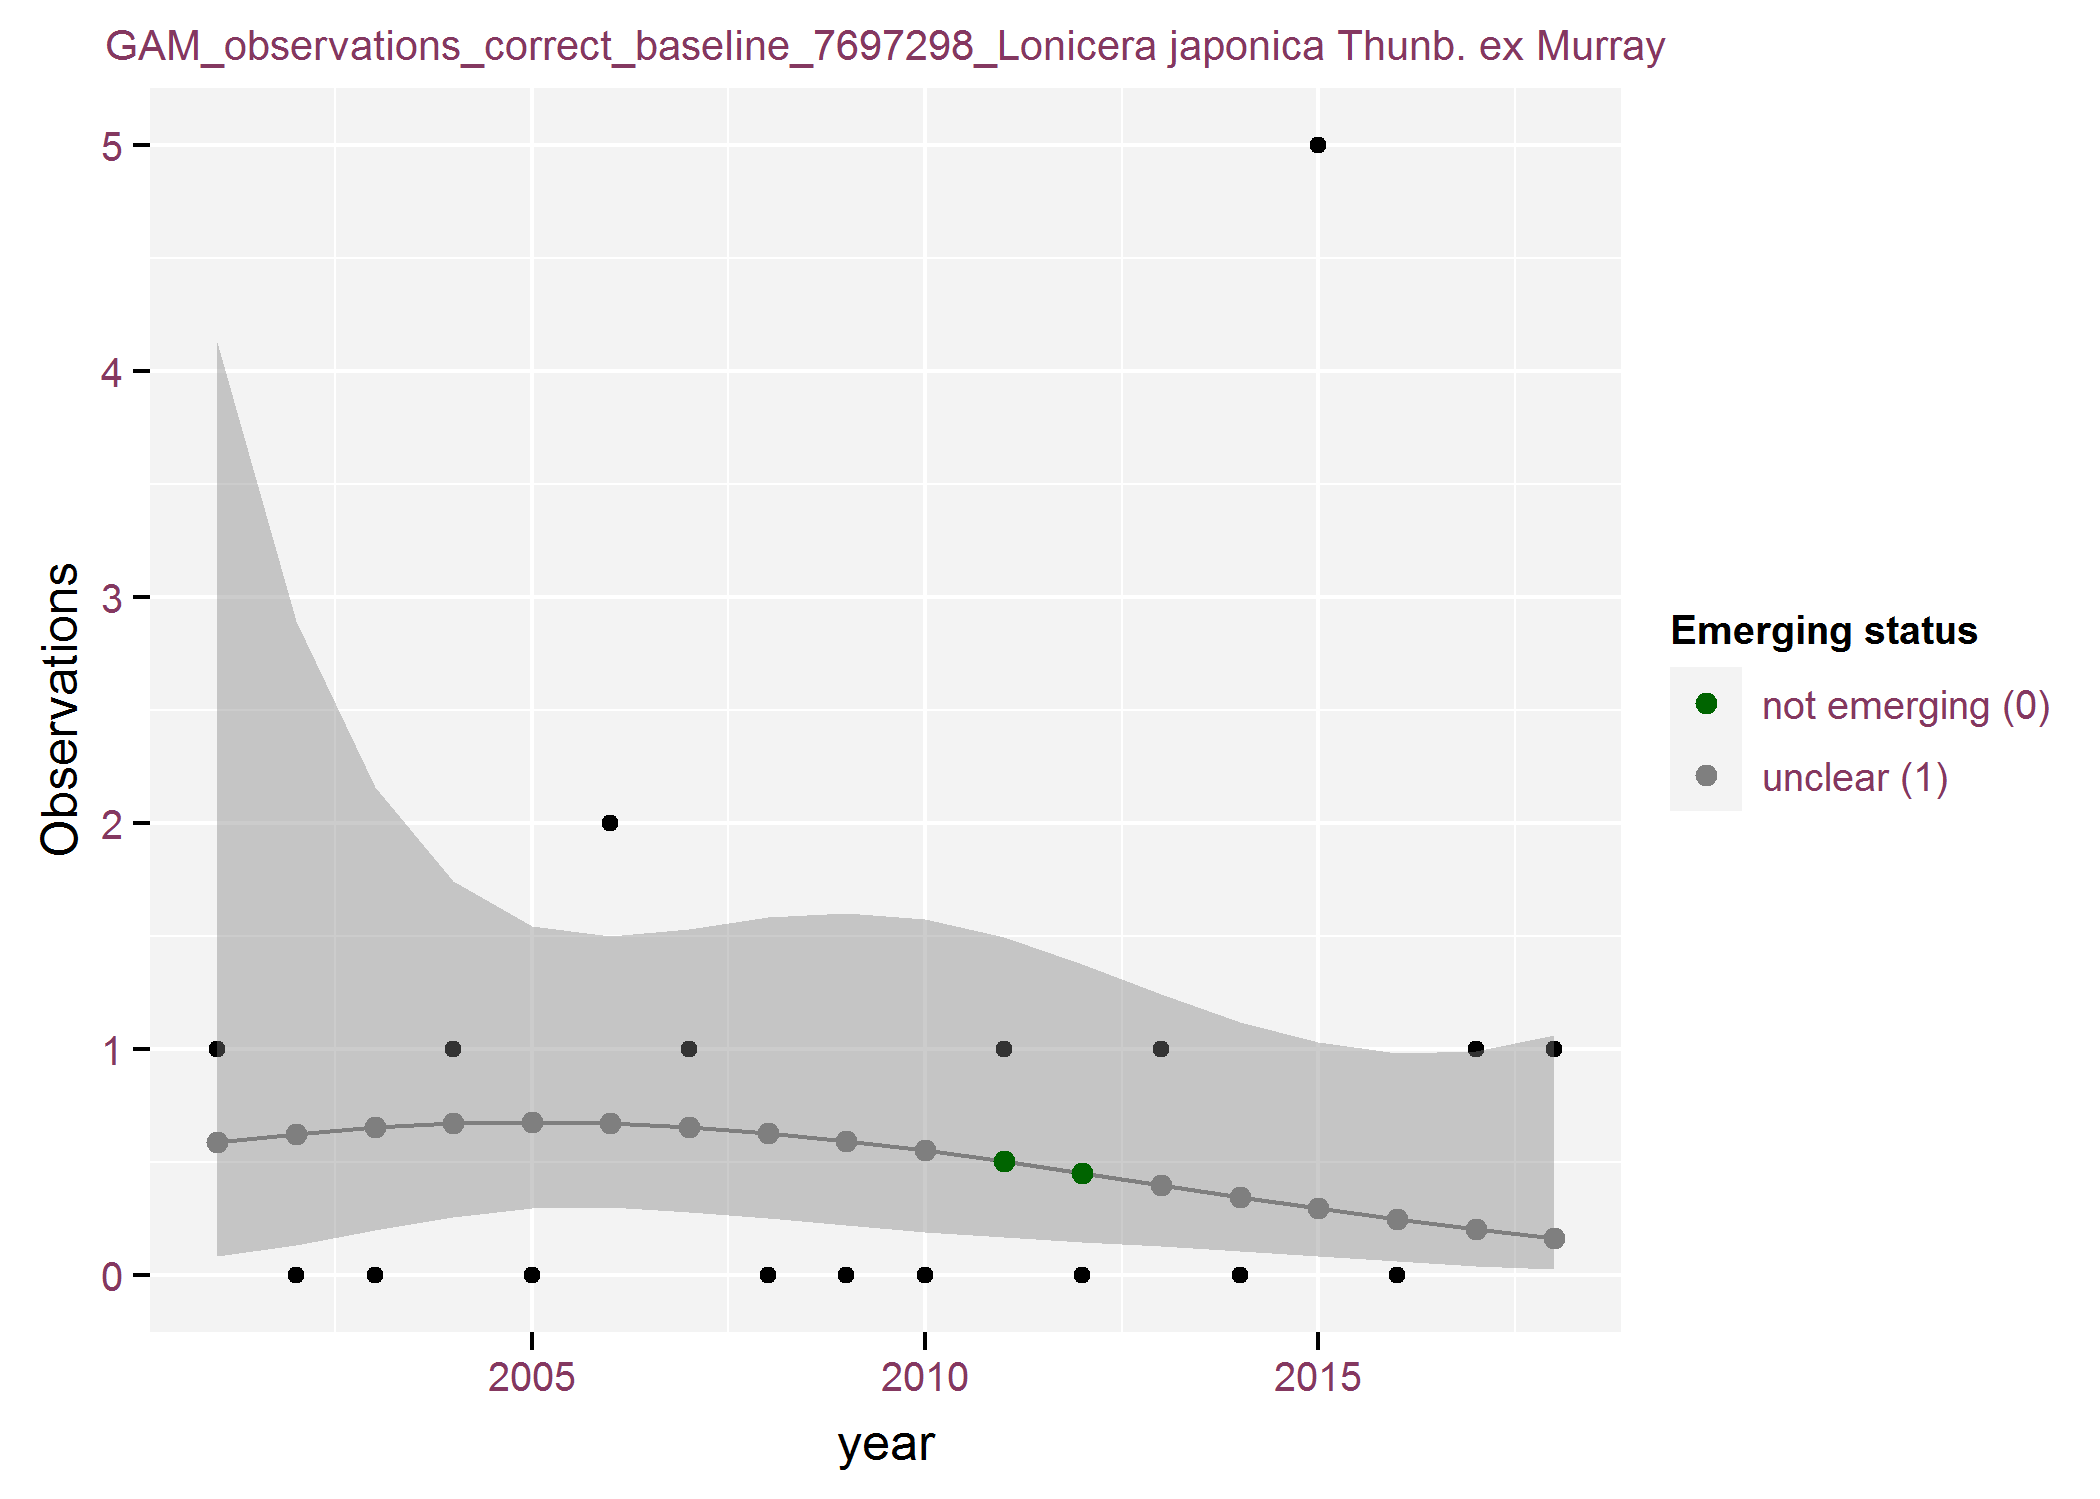 GAM_observations_correct_baseline_7697298_Lonicera japonica Thunb. ex Murray
5
4
3
2
1
0
Observations
2005
2010
2015
year
Emerging status
not emerging (0)
unclear (1)